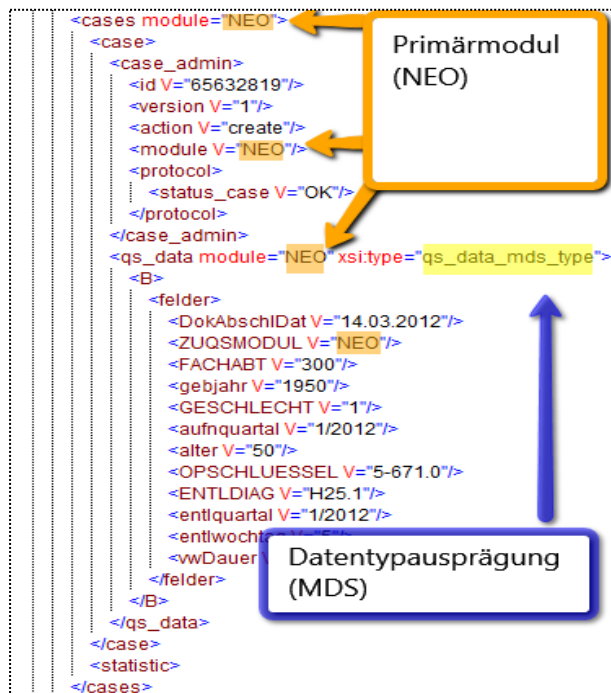 <cases module="NEO">
<case>
<case_admin>
<id V="65632819"/>
<version V="1"/>
<action V="create"/>
<module V="NEO"/>
<protocol>
<status_case V="OK"/>
</protocol>
</case_admin>
<qs_data module="NEO" xsi:type="qs_data_mds_type">
<B>
<felder>
<DokAbschlDat V="14.03.2012"/>
<ZUQSMODUL V="NEO"/>
<FACHABT V="300"/>
<gebjahr V="1950"/>
<GESCHLECHT V="1"/>
<aufnquartal V="1/2012"/>
<alter V="50"/>
<OPSCHLUESSEL V="5-671.0"/>
<ENTLDIAG V="H25.1"/>
<entlquartal V="1/2012"/>
<entlwochtag
<vwDauer
</felder>
</B>
</qs_data>
</case>
<statistic>
</cases>
Primärmodul
(NEO)
Datentypausprägung
(MDS)